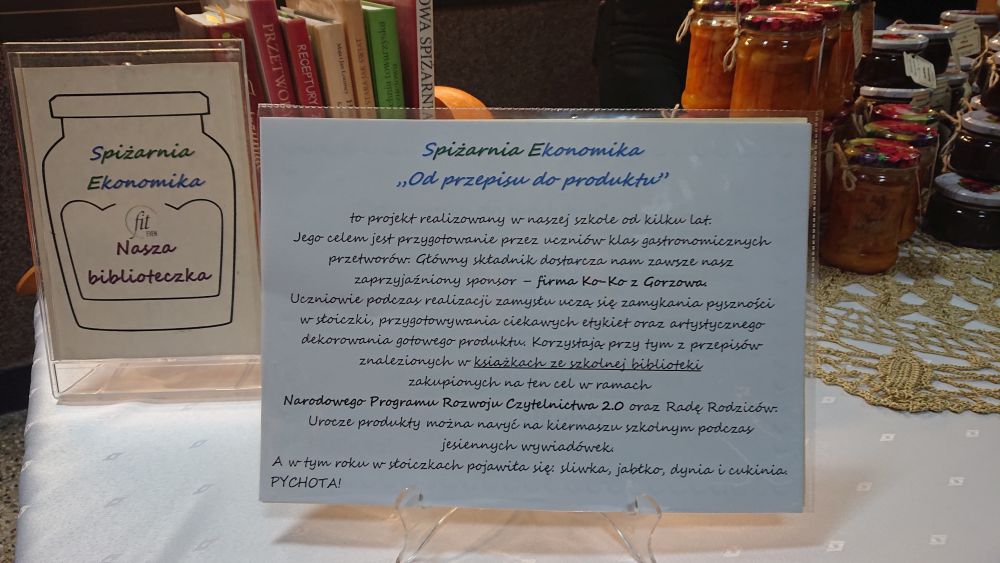 PRZETWO
RECEPTURY
OWA SPIŻARNIA
Spiżarnia
Ekonomika
fit
Nasza
biblioteczka
Spiżarnia Ekonomika
„Od przepisu do produktu”
to projekt realizowany w naszej szkole od kilku lat.
Jego celem jest przygotowanie przez uczniów klas gastronomicznych
przetworów. Główny składnik dostarcza nam zawsze nasz
zaprzyjaźniony sponsor – firma Ko-Ko z Gorzowa.
Uczniowie podczas realizacji zamysłu uczą się zamykania pyszności
w słoiczki, przygotowywania ciekawych etykiet oraz artystycznego
dekorowania gotowego produktu. Korzystają przy tym z przepisów
znalezionych w książkach ze szkolnej biblioteki
zakupionych na ten cel w ramach
Narodowego Programu Rozwoju Czytelnictwa 2.0 oraz Radę Rodziców.
Urocze produkty można navyć na kiermaszu szkolnym podczas
jesiennych wywiadówek.
A w tym roku w słoiczkach pojawiła się: śliwka, jabłko, dynia i cukinia.
PYCHOTA!